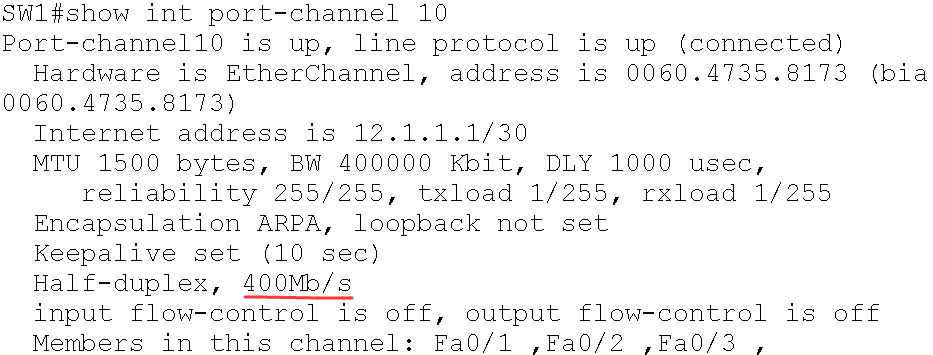 SW1#show int port-channel 10
Port-channel10 is up, line protocol is up (connected)
Hardware is EtherChannel, address is 0060.4735.8173 (bia
0060.4735.8173)
Internet address is 12.1.1.1/30
MTU 1500 bytes, BW 400000 Kbit, DLY 1000 usec,
reliability 255/255, txload 1/255, rxload 1/255
Encapsulation ARPA, loopback not set
Keepalive set (10 sec)
Half-duplex, 400Mb/s
input flow-control is off, output flow-control is off
Members in this channel: Fa0/1 ,Fa0/2 ,Fa0/3 ,